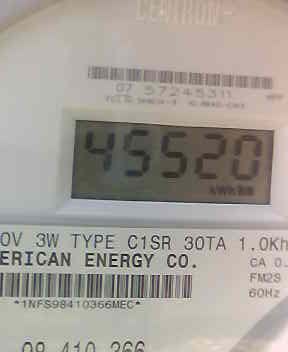 CENTRON
07 57245311
45520
kWh
0V 3W TYPE C1SR 30TA 1.0Kh
ERICAN ENERGY CO.
CA 0.
FM2S
60Hz
*1NFS98410366MEC*
98 410 366